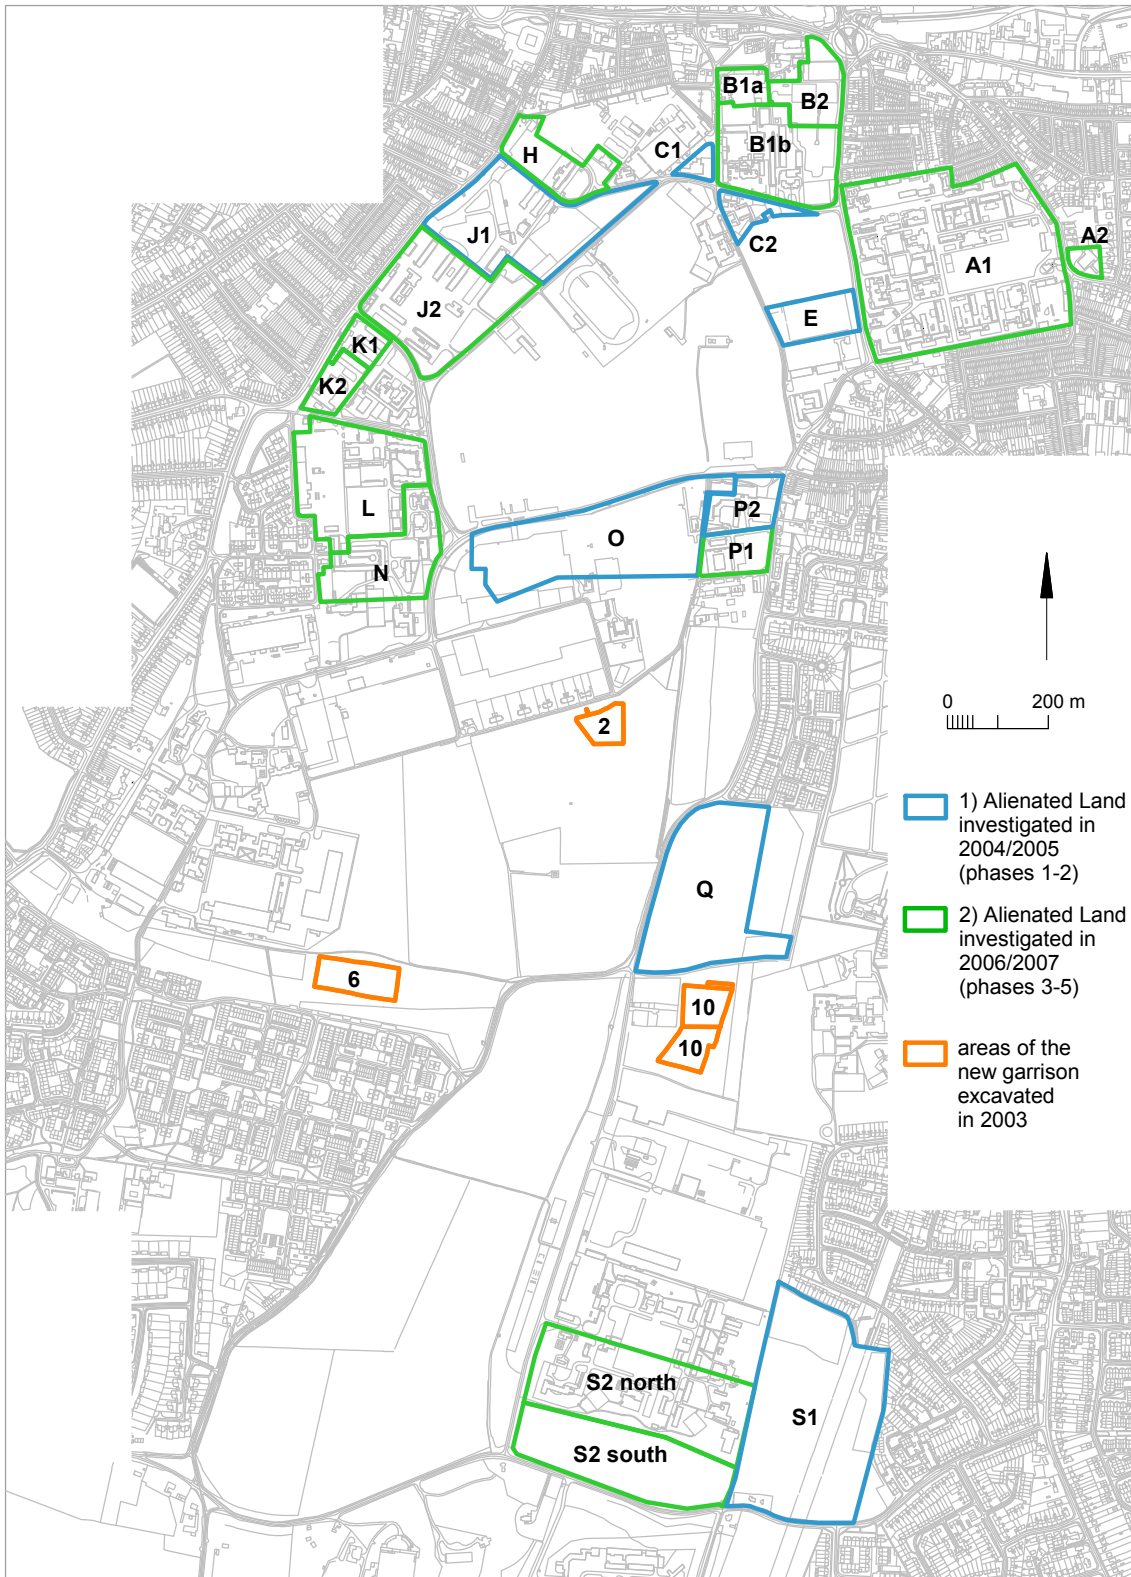 B1a
B2
B1b
C1
H
A2
J1
C2
A1
J2
E
K1
K2
L
P2
O
P1
N
0 200 m
2
1) Alienated Land
investigated in
2004/2005
(phases 1-2)
Q
2) Alienated Land
investigated in
2006/2007
(phases 3-5)
6
10
10
areas of the
new garrison
excavated
in 2003
S2 north
S1
S2 south